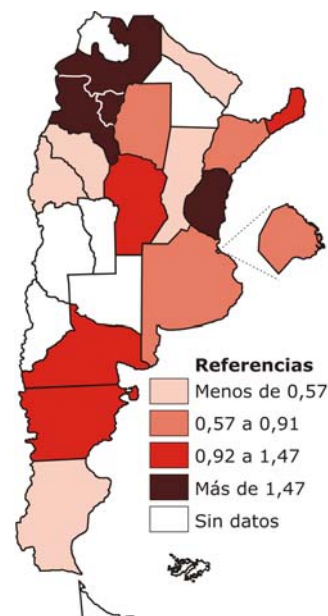 Referencias
Menos de 0,57
0,57 a 0,91
0,92 a 1,47
Más de 1,47
Sin datos